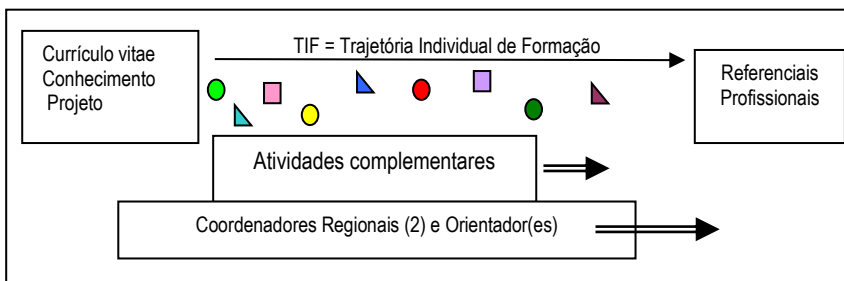 TIF = Trajetória Individual de Formação
Currículo vitae
Conhecimento
Projeto
Referenciais
Profissionais
Atividades complementares
Coordenadores Regionais (2) e Orientador(es)